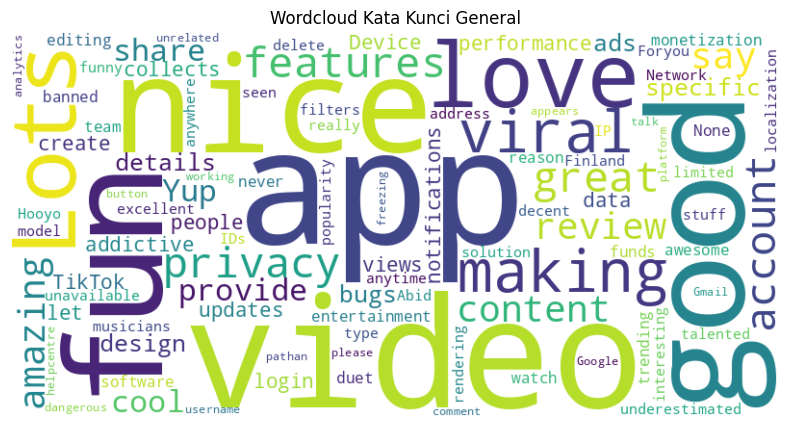 Wordcloud Kata Kunci General
analytics
editing
unrelated
delete
Device
performance
ads
monetization
Lots
share
features
love
Foryou
say
funny
collects
nice
seen
Network
specific
banned
anywhere
filters
address
viral
IP
team
really
create
app
notifications
talk
good
None
localization
details
popularity
reason
Finland
great
platform
limited
fun
working
Yup
never
freezing
decent
data
Hooyo
button
excellent
people
IDs
review
stuff
account
model
addictive
privacy
views
solution
funds
awesome
amazing
TikTok
anytime
making
appears
Gmail
unavailable
provide
bugs
Abid
content
let
updates
entertainment
trending
interesting
musicians
video
type
rendering
talented
helpcentre
design
pathan
please
Google
software
login
duet
watch
dangerous
cool
username
comment
underestimated